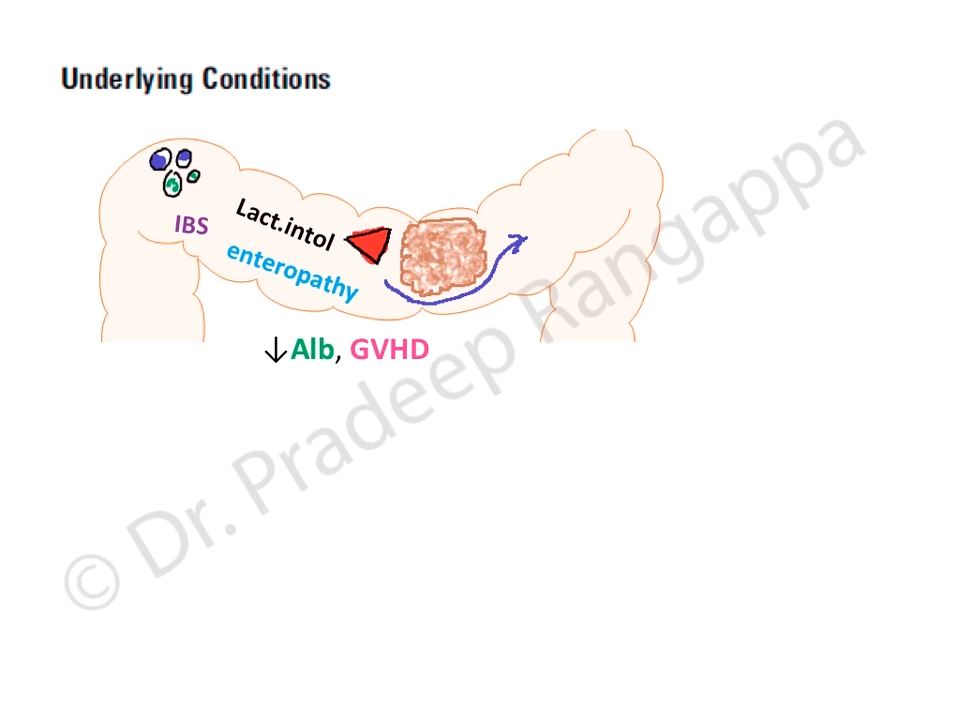 Underlying Conditions
IBS
Lact.intol
enteropathy
↓Alb, GVHD
© Dr. Pradeep Rangappa